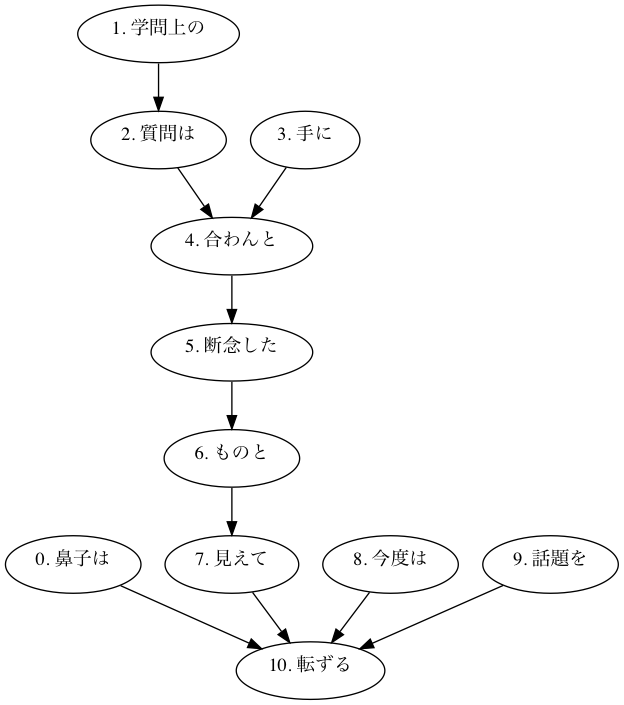 1. 学問上の
2. 質問は
3. 手に
4. 合わんと
5. 断念した
6. ものと
0. 鼻子は
7. 見えて
8. 今度は
9. 話題を
10. 転ずる